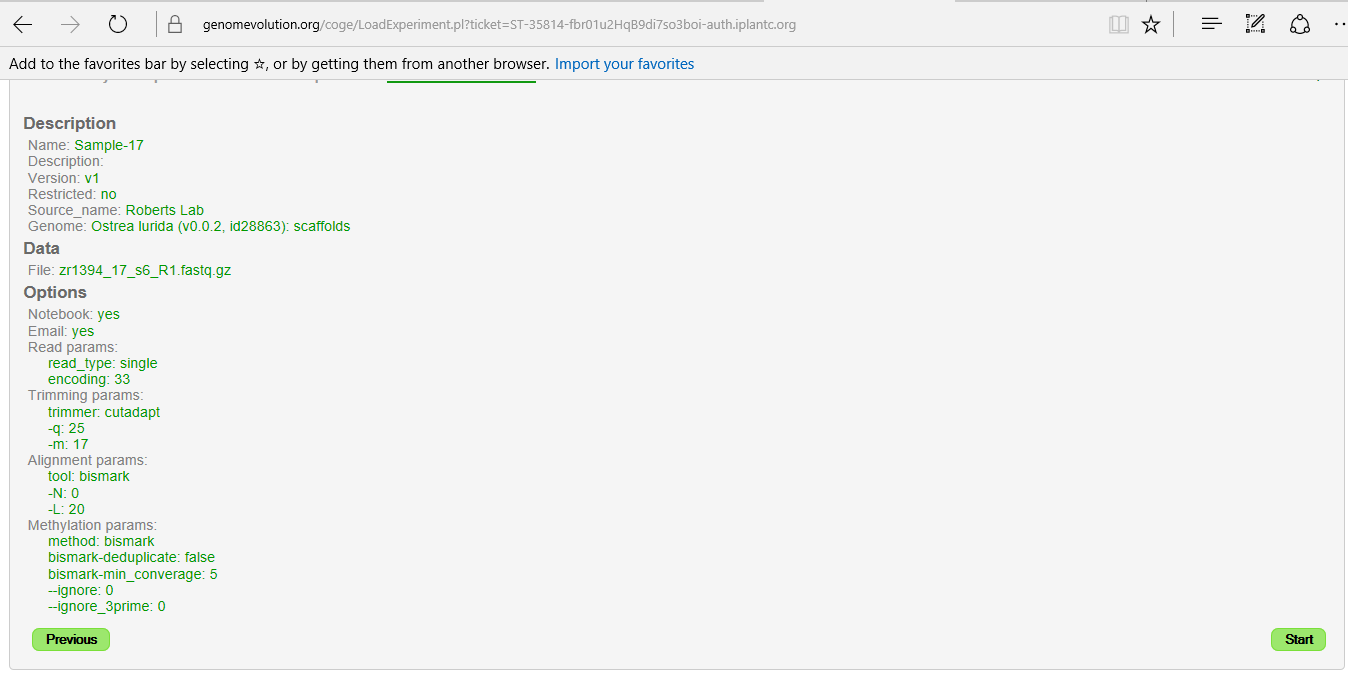 genomevolution.org/coge/LoadExperiment.pl?ticket=ST-35814-fbr01u2HqB9di7so3boi-auth.iplantc.org
Add to the favorites bar by selecting ☆, or by getting them from another browser. Import your favorites
Description
Name: Sample-17
Description:
Version: v1
Restricted: no
Source_name: Roberts Lab
Genome: Ostrea lurida (v0.0.2, id28863): scaffolds
Data
File: zr1394_17_s6_R1.fastq.gz
Options
Notebook: yes
Email: yes
Read params:
read_type: single
encoding: 33
Trimming params:
trimmer: cutadapt
-q: 25
-m: 17
Alignment params:
tool: bismark
-N: 0
-L: 20
Methylation params:
method: bismark
bismark-deduplicate: false
bismark-min_converage: 5
--ignore: 0
--ignore_3prime: 0
Previous
Start